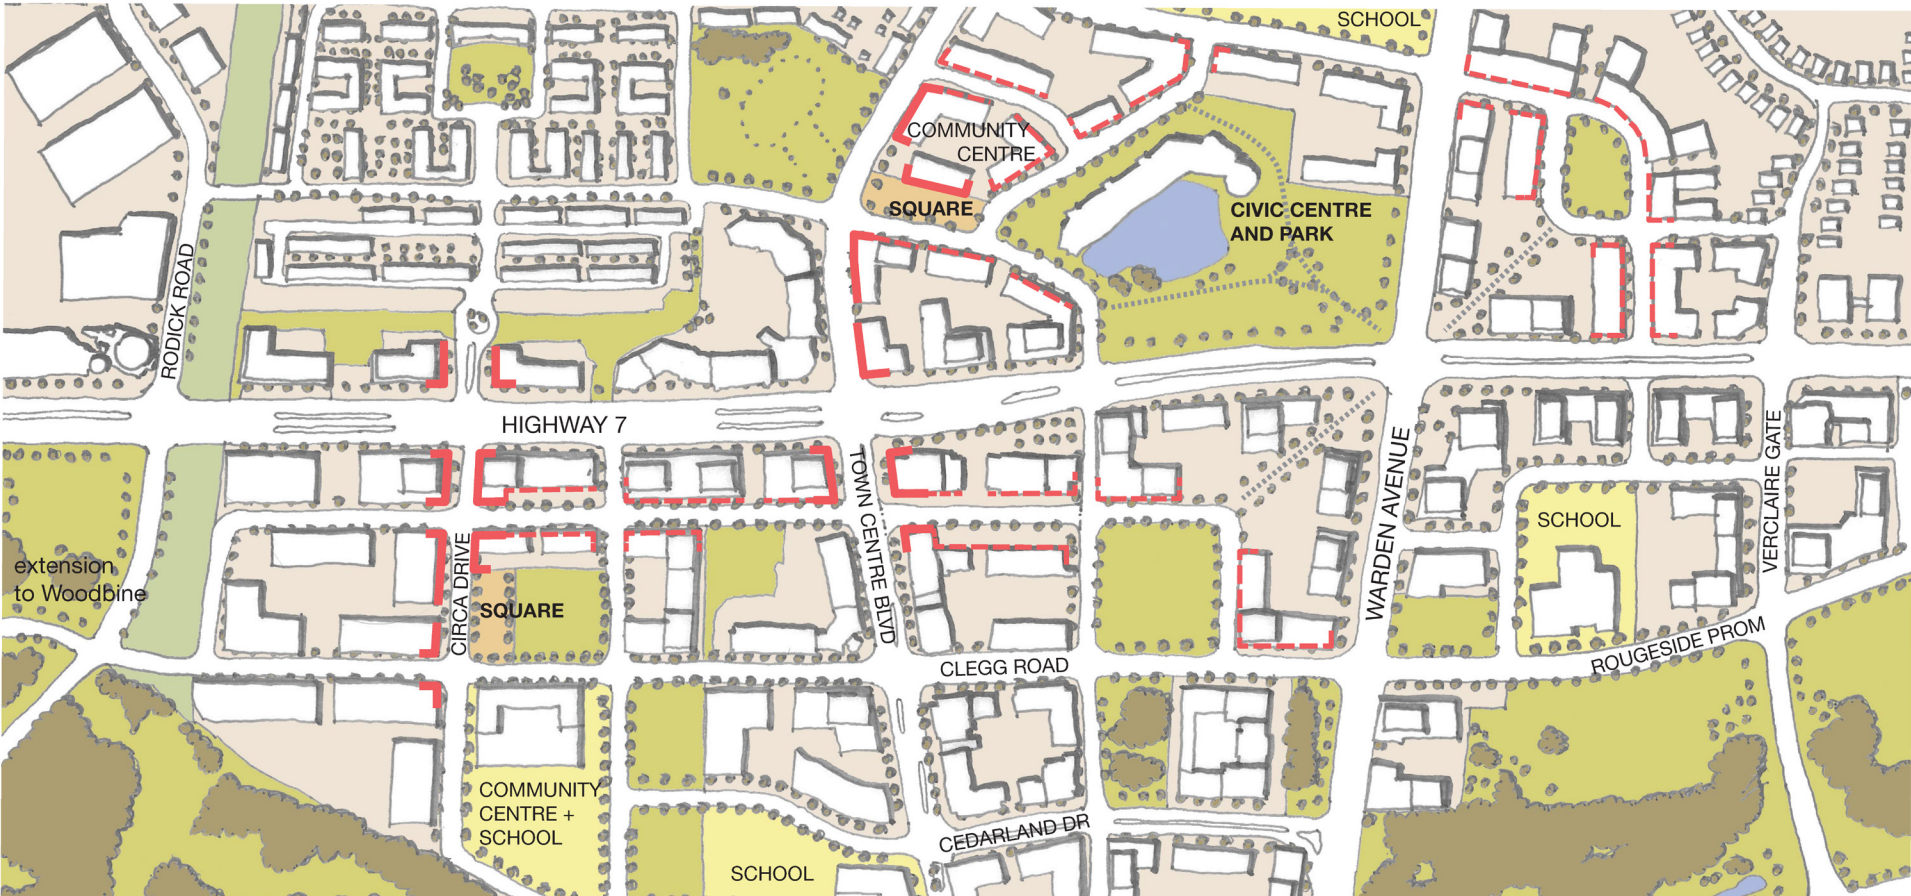 SCHOOL
COMMUNITY
CENTRE
SQUARE
CIVIC CENTRE
AND PARK
RODICK ROAD
HIGHWAY 7
TOWN CENTRE BLVD
WARDEN AVENUE
VERCLAIRE GATE
SCHOOL
extension
to Woodbine
CIRCA DRIVE
SQUARE
CLEGG ROAD
ROUGESIDE PROM
COMMUNITY
CENTRE +
SCHOOL
CEDARLAND DR
SCHOOL